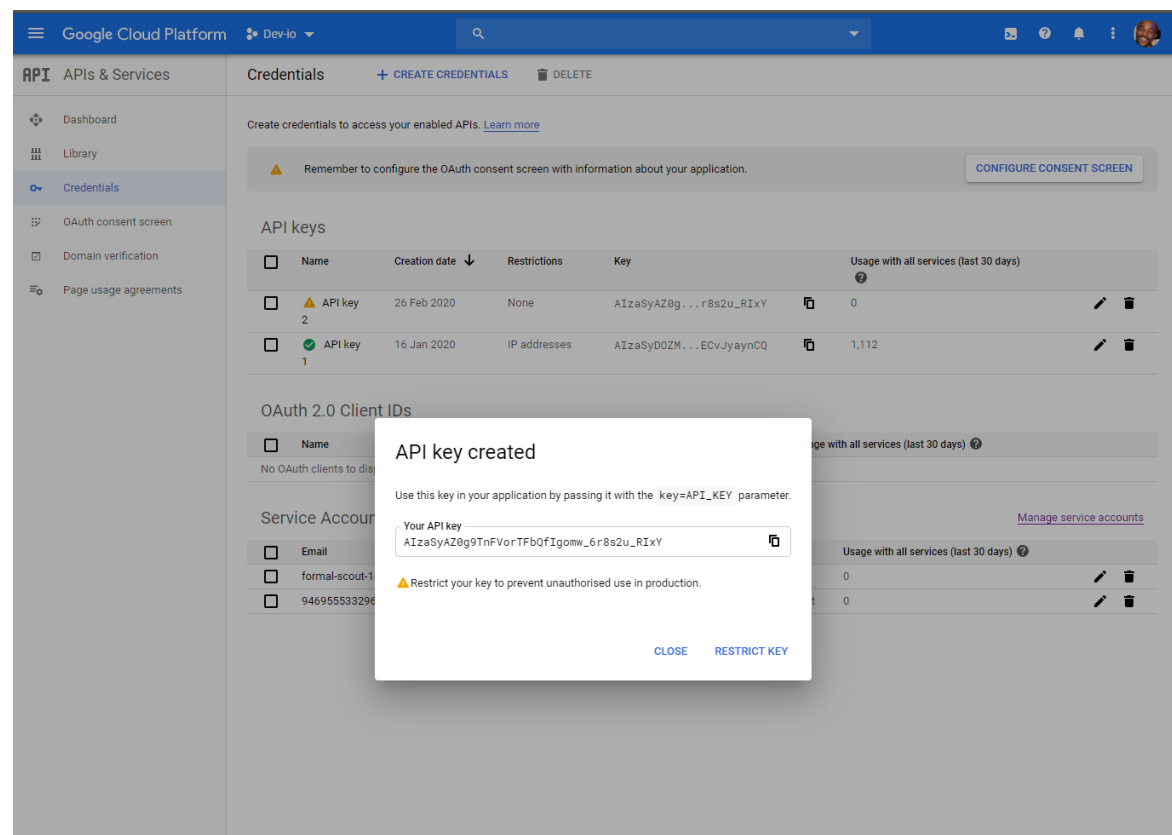 Google Cloud Platform
Dev-io
API APIs & Services
Credentials
+ CREATE CREDENTIALS
DELETE
Dashboard
Library
Credentials
OAuth consent screen
Domain verification
Page usage agreements
Create credentials to access your enabled APIs. Learn more
Remember to configure the OAuth consent screen with information about your application.
CONFIGURE CONSENT SCREEN
API keys
Name Creation date Restrictions Key Usage with all services (last 30 days)
API key 26 Feb 2020 None AIzaSyAZ0g...r8s2u_RIxY 0
2
API key 16 Jan 2020 IP addresses AIzaSyDOZM...ECvJyaynCQ 1,112
1
OAuth 2.0 Client IDs
Name with all services (last 30 days)
No OAuth clients to
Service
Manage service accounts
Email Usage with all services (last 30 days)
0
0
API key created
Use this key in your application by passing it with the key=API_KEY parameter.
Your API key
AIzaSyAZ0g9TnFVorTFbQfIgomw_6r8s2u_RIxY
Restrict your key to prevent unauthorised use in production.
CLOSE
RESTRICT KEY